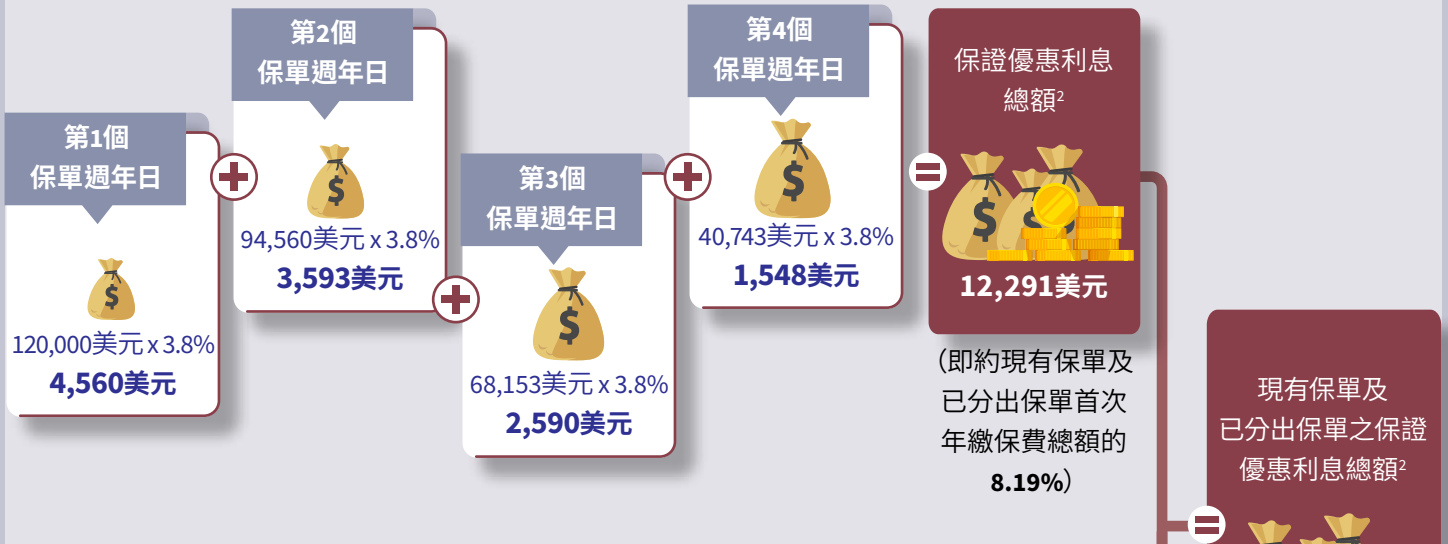 第1個
保單週年日
120,000美元 x 3.8%
4,560美元
第2個
保單週年日
94,560美元 x 3.8%
3,593美元
第3個
保單週年日
68,153美元 x 3.8%
2,590美元
第4個
保單週年日
40,743美元 x 3.8%
1,548美元
保證優惠利息
總額2
12,291美元
（即約現有保單及
已分出保單首次
年繳保費總額的
8.19%）
現有保單及
已分出保單之保證
優惠利息總額2